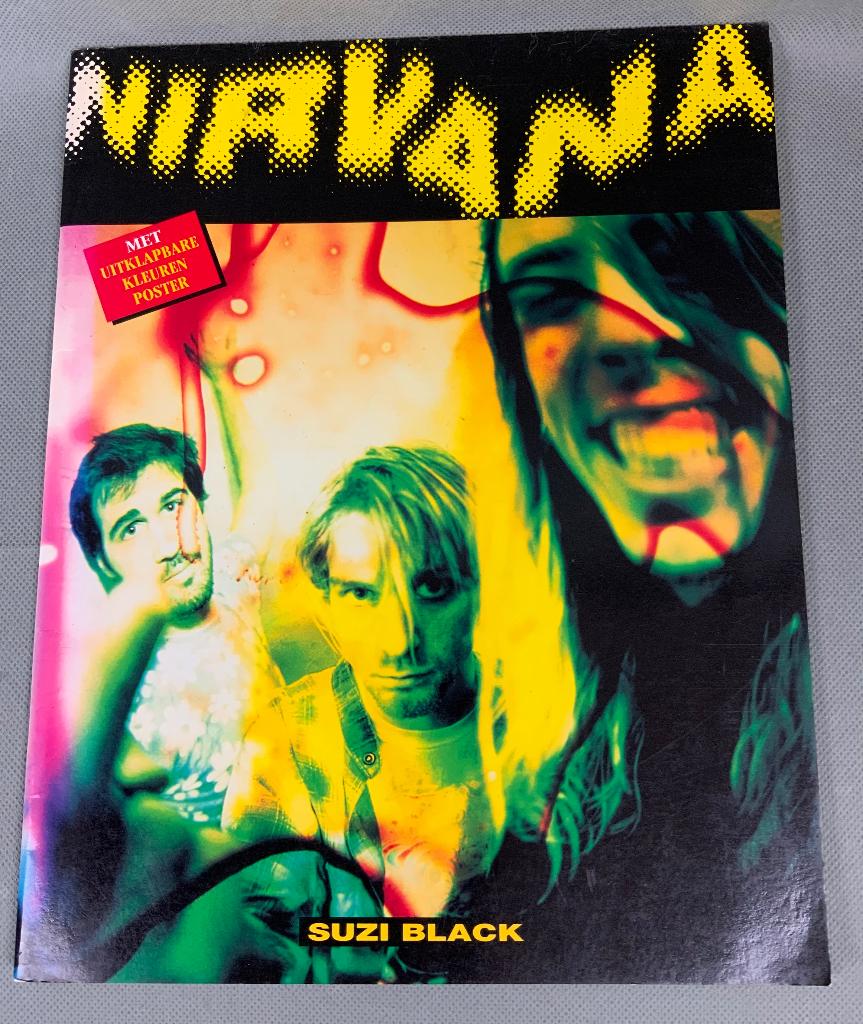 NIRVANA
MET
UITKLAPBARE
KLEUREN
POSTER
SUZI BLACK